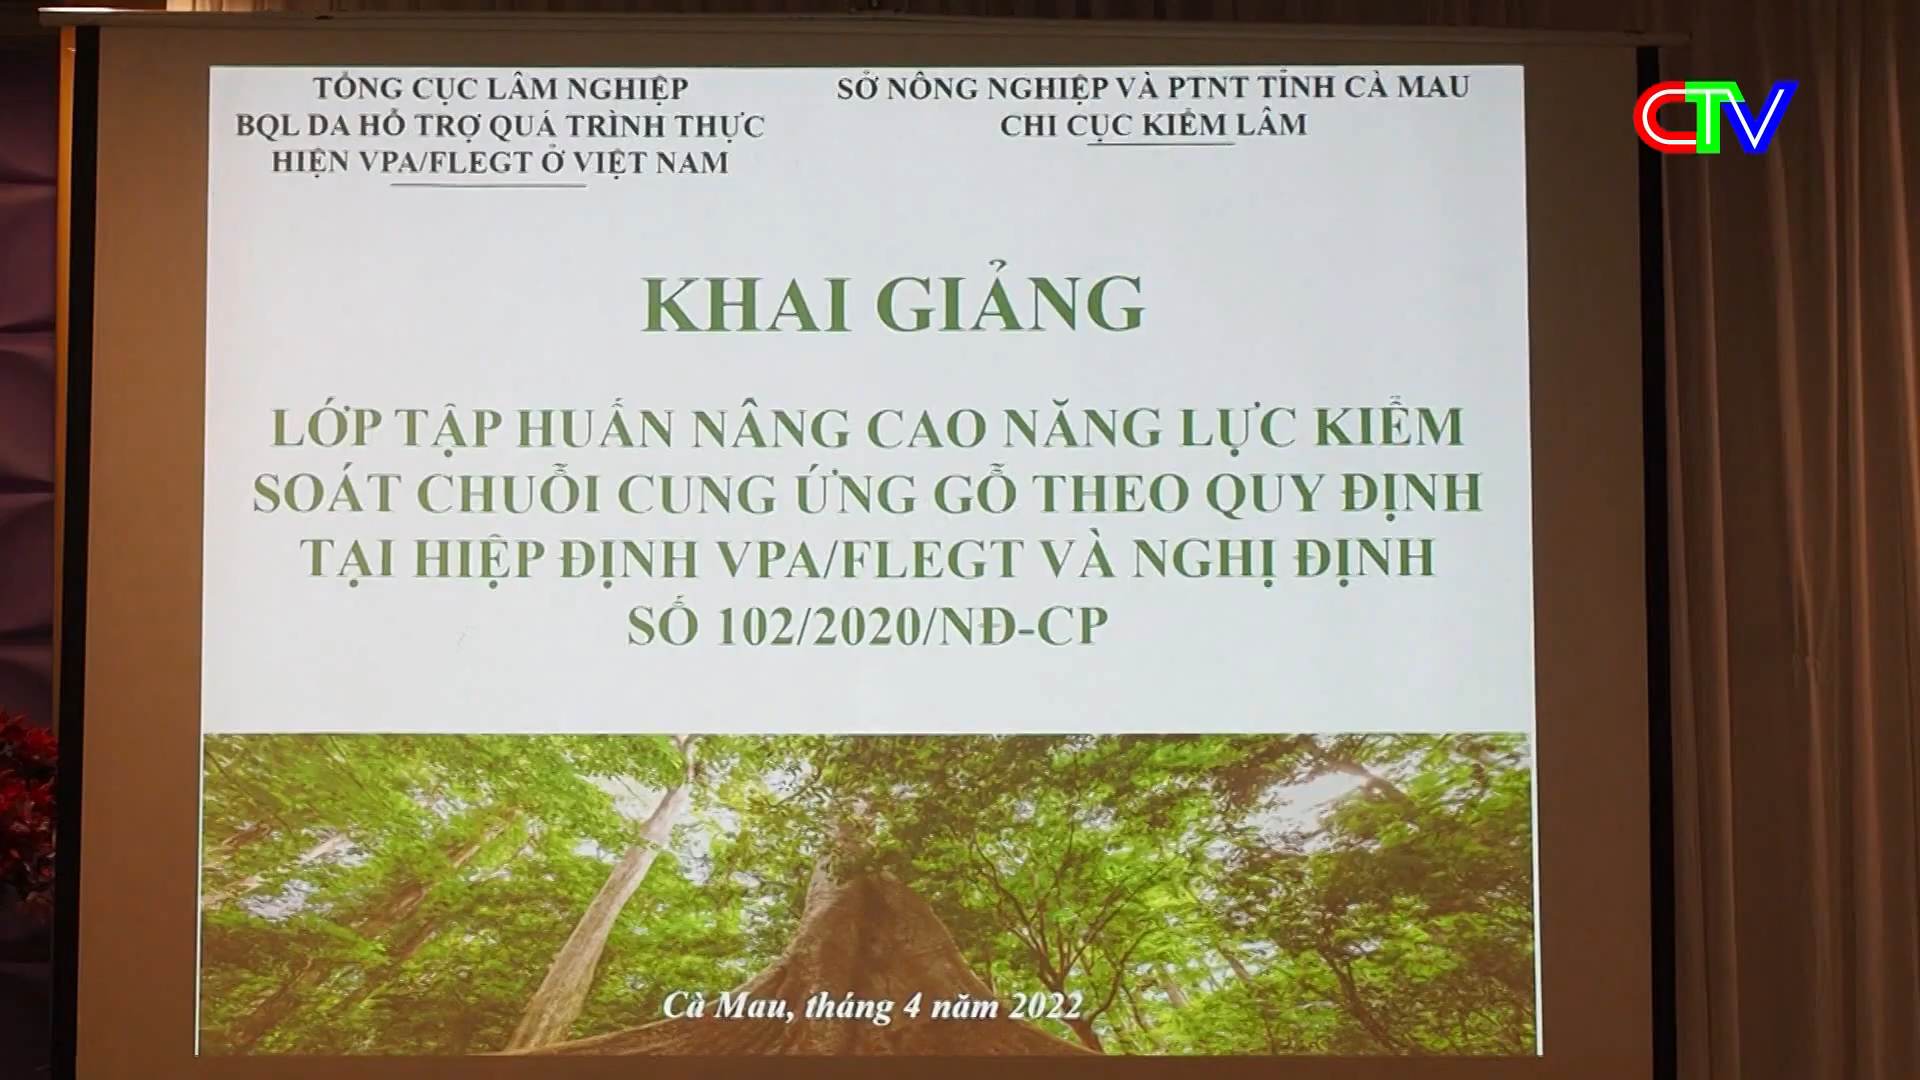 TỔNG CỤC LÂM NGHIỆP
BQL DA HỖ TRỢ QUÁ TRÌNH THỰC
HIỆN VPA/FLEGT Ở VIỆT NAM
SỞ NÔNG NGHIỆP VÀ PTNT TỈNH CÀ MAU
CHI CỤC KIỂM LÂM
CTV
KHAI GIẢNG
LỚP TẬP HUẤN NÂNG CAO NĂNG LỰC KIỂM
SOÁT CHUỖI CUNG ỨNG GỖ THEO QUY ĐỊNH
TẠI HIỆP ĐỊNH VPA/FLEGT VÀ NGHỊ ĐỊNH
SỐ 102/2020/NĐ-CP
Cà Mau, tháng 4 năm 2022